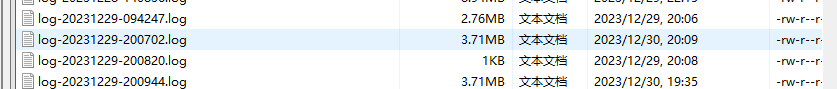 log-20231229-094247.log 2.76MB 文本文档 2023/12/29, 20:06 -rw-r--r-
log-20231229-200702.log 3.71MB 文本文档 2023/12/30, 20:09 -rw-r--r-
log-20231229-200820.log 1KB 文本文档 2023/12/29, 20:08 -rw-r--r-
log-20231229-200944.log 3.71MB 文本文档 2023/12/30, 19:35 -rw-r--r-